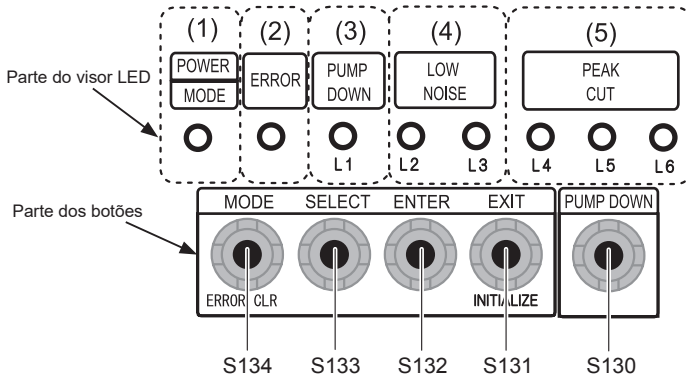 (1) (2) (3) (4) (5)
POWER
MODE
ERROR
PUMP
DOWN
LOW
NOISE
PEAK
CUT
Parte do visor LED
L1 L2 L3 L4 L5 L6
Parte dos botões
MODE SELECT ENTER EXIT PUMP DOWN
ERROR CLR INITIALIZE
S134 S133 S132 S131 S130